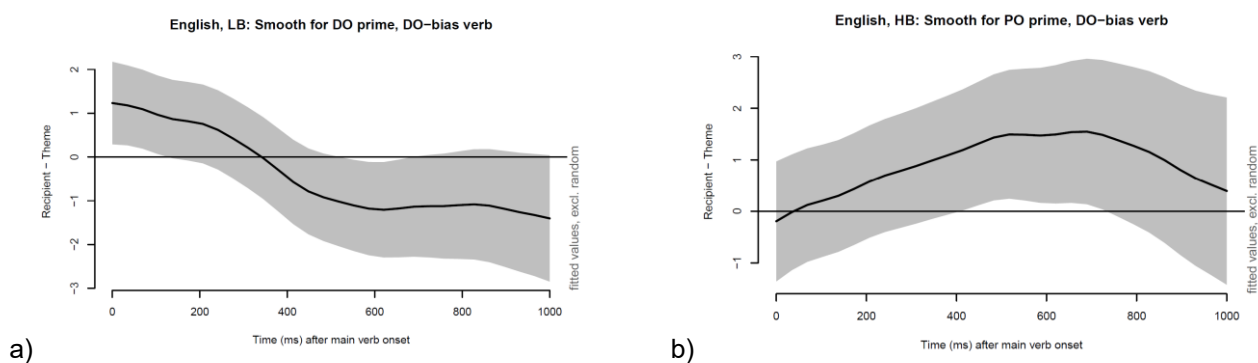 English, LB: Smooth for DO prime, DO−bias verb
Recipient − Theme
2
1
0
−1
−2
−3
0 200 400 600 800 1000
Time (ms) after main verb onset
fitted values, excl. random
a)
English, HB: Smooth for PO prime, DO−bias verb
Recipient − Theme
3
2
1
0
−1
0 200 400 600 800 1000
Time (ms) after main verb onset
fitted values, excl. random
b)